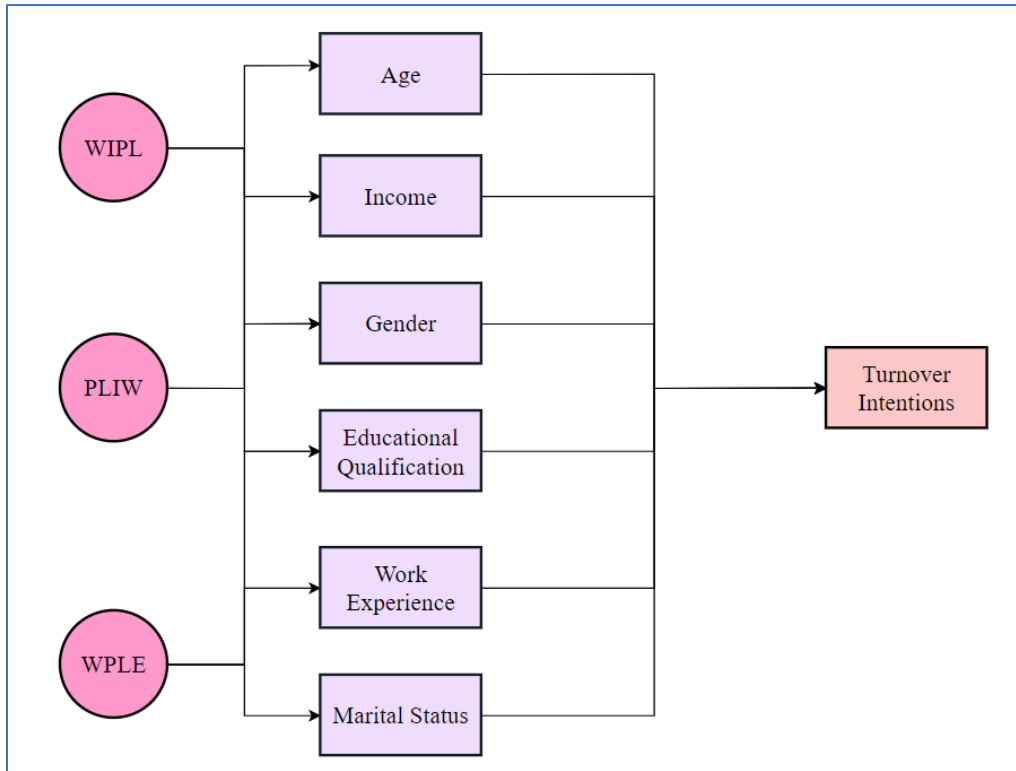 WIPL
PLIW
WPLE
Age
Income
Gender
Educational
Qualification
Work
Experience
Marital Status
Turnover
Intentions